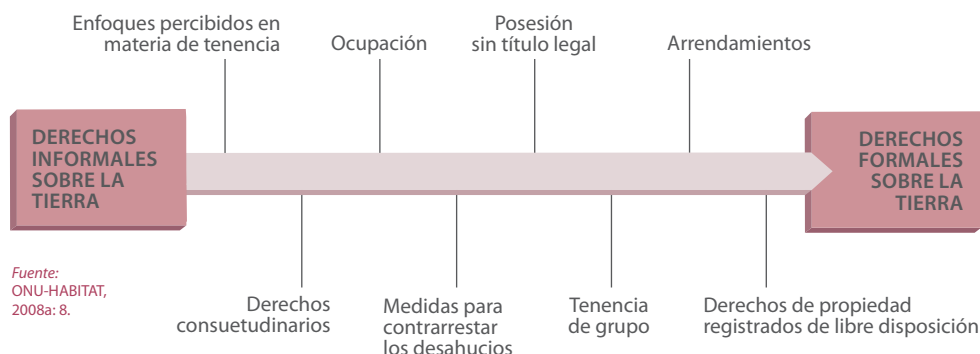 Enfoques percibidos en
materia de tenencia
Ocupación
Posesión
sin título legal
Arrendamientos
DERECHOS
INFORMALES
SOBRE LA
TIERRA
DERECHOS
FORMALES
SOBRE LA
TIERRA
Fuente:
ONU-HABITAT,
2008a: 8.
Derechos
consuetudinarios
Medidas para
contrarrestar
los desahucios
Tenencia
de grupo
Derechos de propiedad
registrados de libre disposición